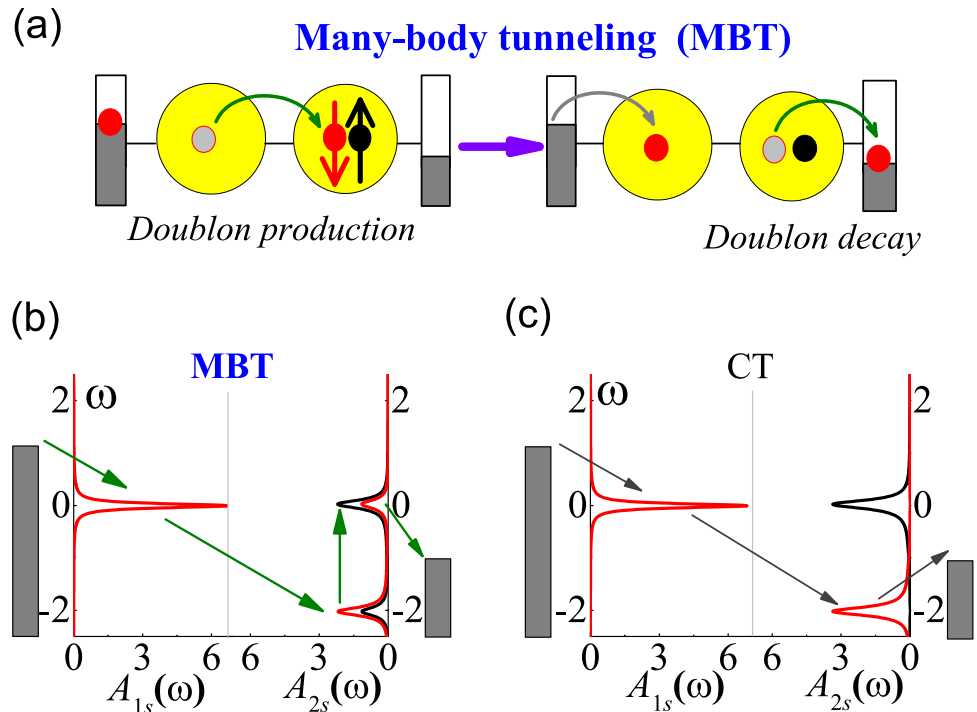 (a)
Many-body tunneling (MBT)
Doublon production
Doublon decay
(b)
(c)
MBT
CT
2 ω 2
0 0
-2 -2
0 3 6 6 3 0
A1s(ω) A2s(ω)
2 ω 2
0 0
-2 -2
0 3 6 6 3 0
A1s(ω) A2s(ω)